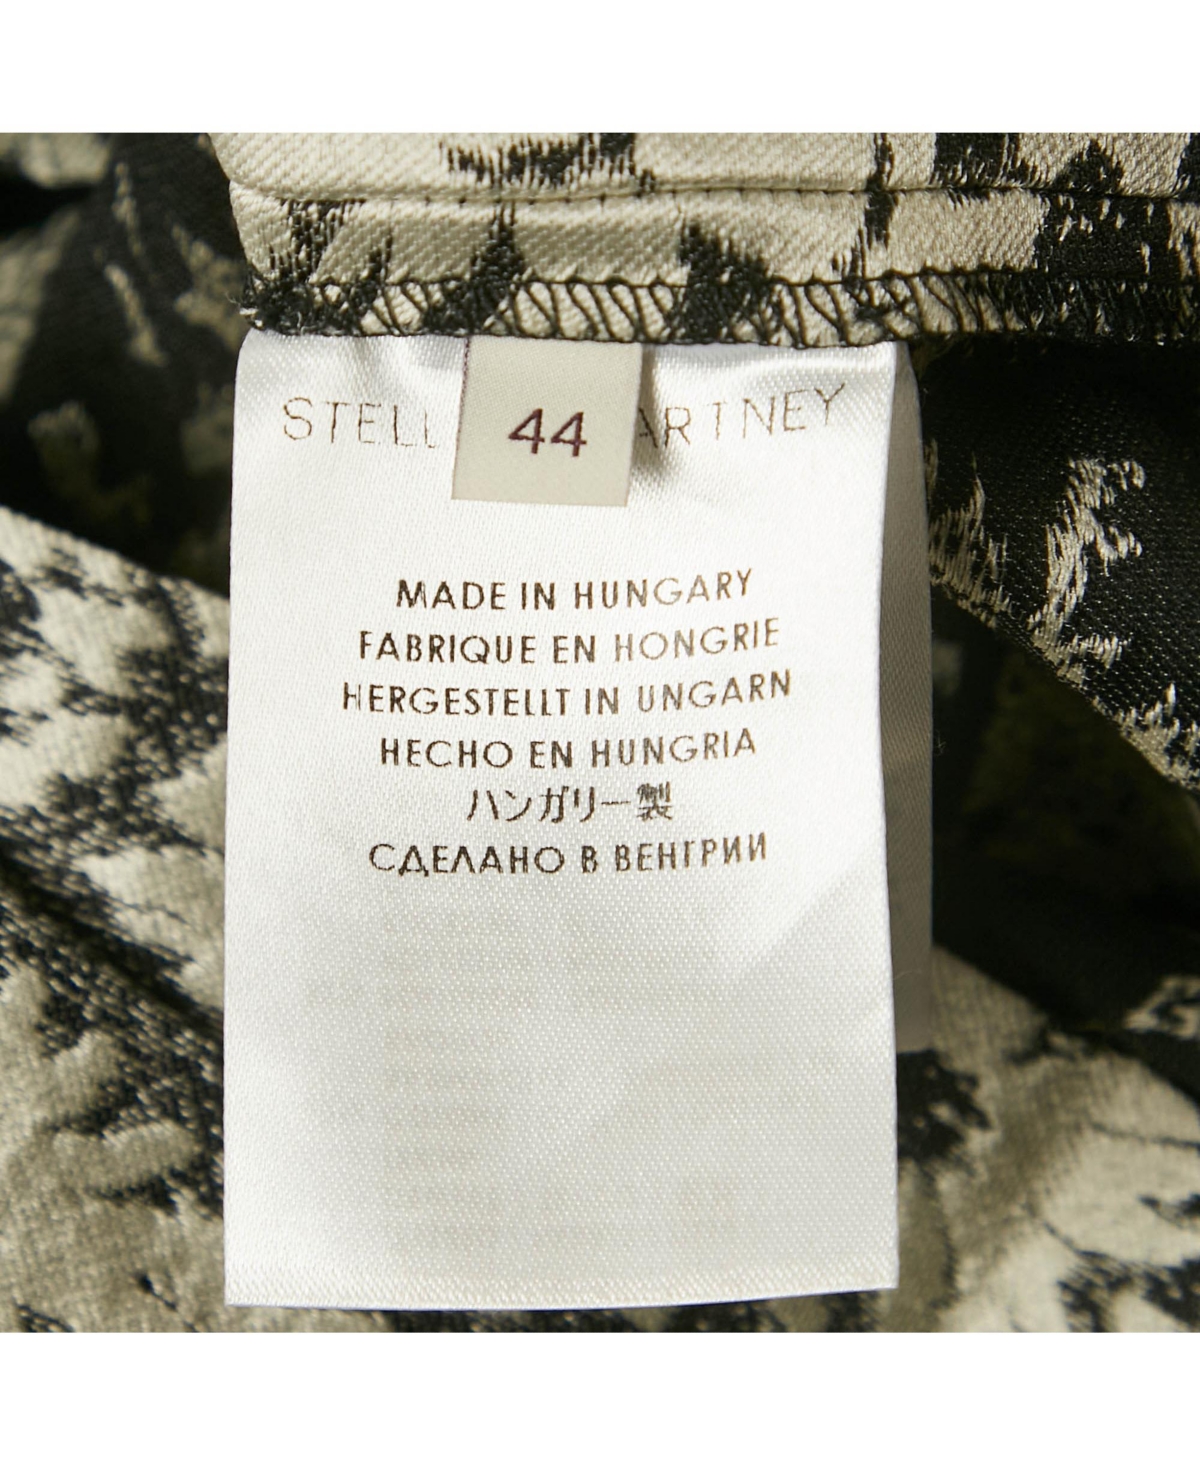 STELL ARTNEY
44
MADE IN HUNGARY
FABRIQUE EN HONGRIE
HERGESTELLT IN UNGARN
HECHO EN HUNGRIA
ハンガリー製
СДЕЛАНО В ВЕНГРИИ